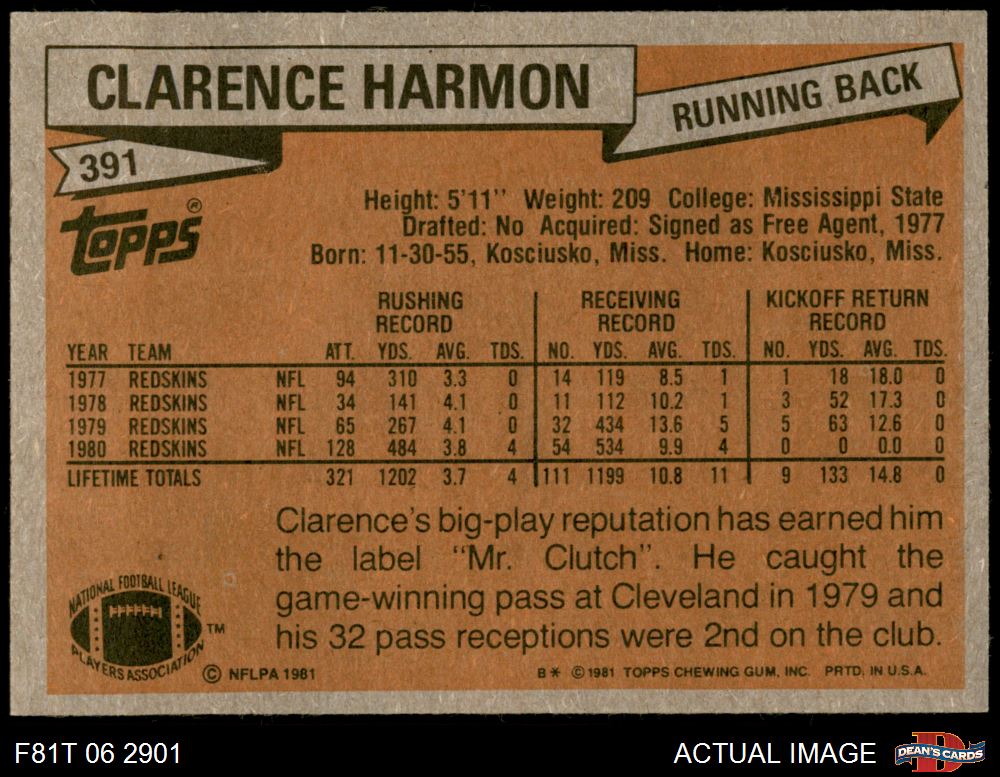 CLARENCE HARMON
RUNNING BACK
391
TOPPS®
Height: 5'11'' Weight: 209 College: Mississippi State
Drafted: No Acquired: Signed as Free Agent, 1977
Born: 11-30-55, Kosciusko, Miss. Home: Kosciusko, Miss.
RUSHING RECORD RECEIVING RECORD KICKOFF RETURN RECORD
YEAR TEAM ATT. YDS. AVG. TDS. NO. YDS. AVG. TDS. NO. YDS. AVG. TDS.
1977 REDSKINS NFL 94 310 3.3 0 14 119 8.5 1 1 18 18.0 0
1978 REDSKINS NFL 34 141 4.1 0 11 112 10.2 1 3 52 17.3 0
1979 REDSKINS NFL 65 267 4.1 0 32 434 13.6 5 5 63 12.6 0
1980 REDSKINS NFL 128 484 3.8 4 54 534 9.9 4 0 0 0.0 0
LIFETIME TOTALS 321 1202 3.7 4 111 1199 10.8 11 9 133 14.8 0
Clarence's big-play reputation has earned him
the label "Mr. Clutch". He caught the
game-winning pass at Cleveland in 1979 and
his 32 pass receptions were 2nd on the club.
NATIONAL FOOTBALL LEAGUE
PLAYERS ASSOCIATION
TM
© NFLPA 1981
B* © 1981 TOPPS CHEWING GUM, INC. PRTD. IN U.S.A.
F81T 06 2901
ACTUAL IMAGE
D
DEAN'S CARDS